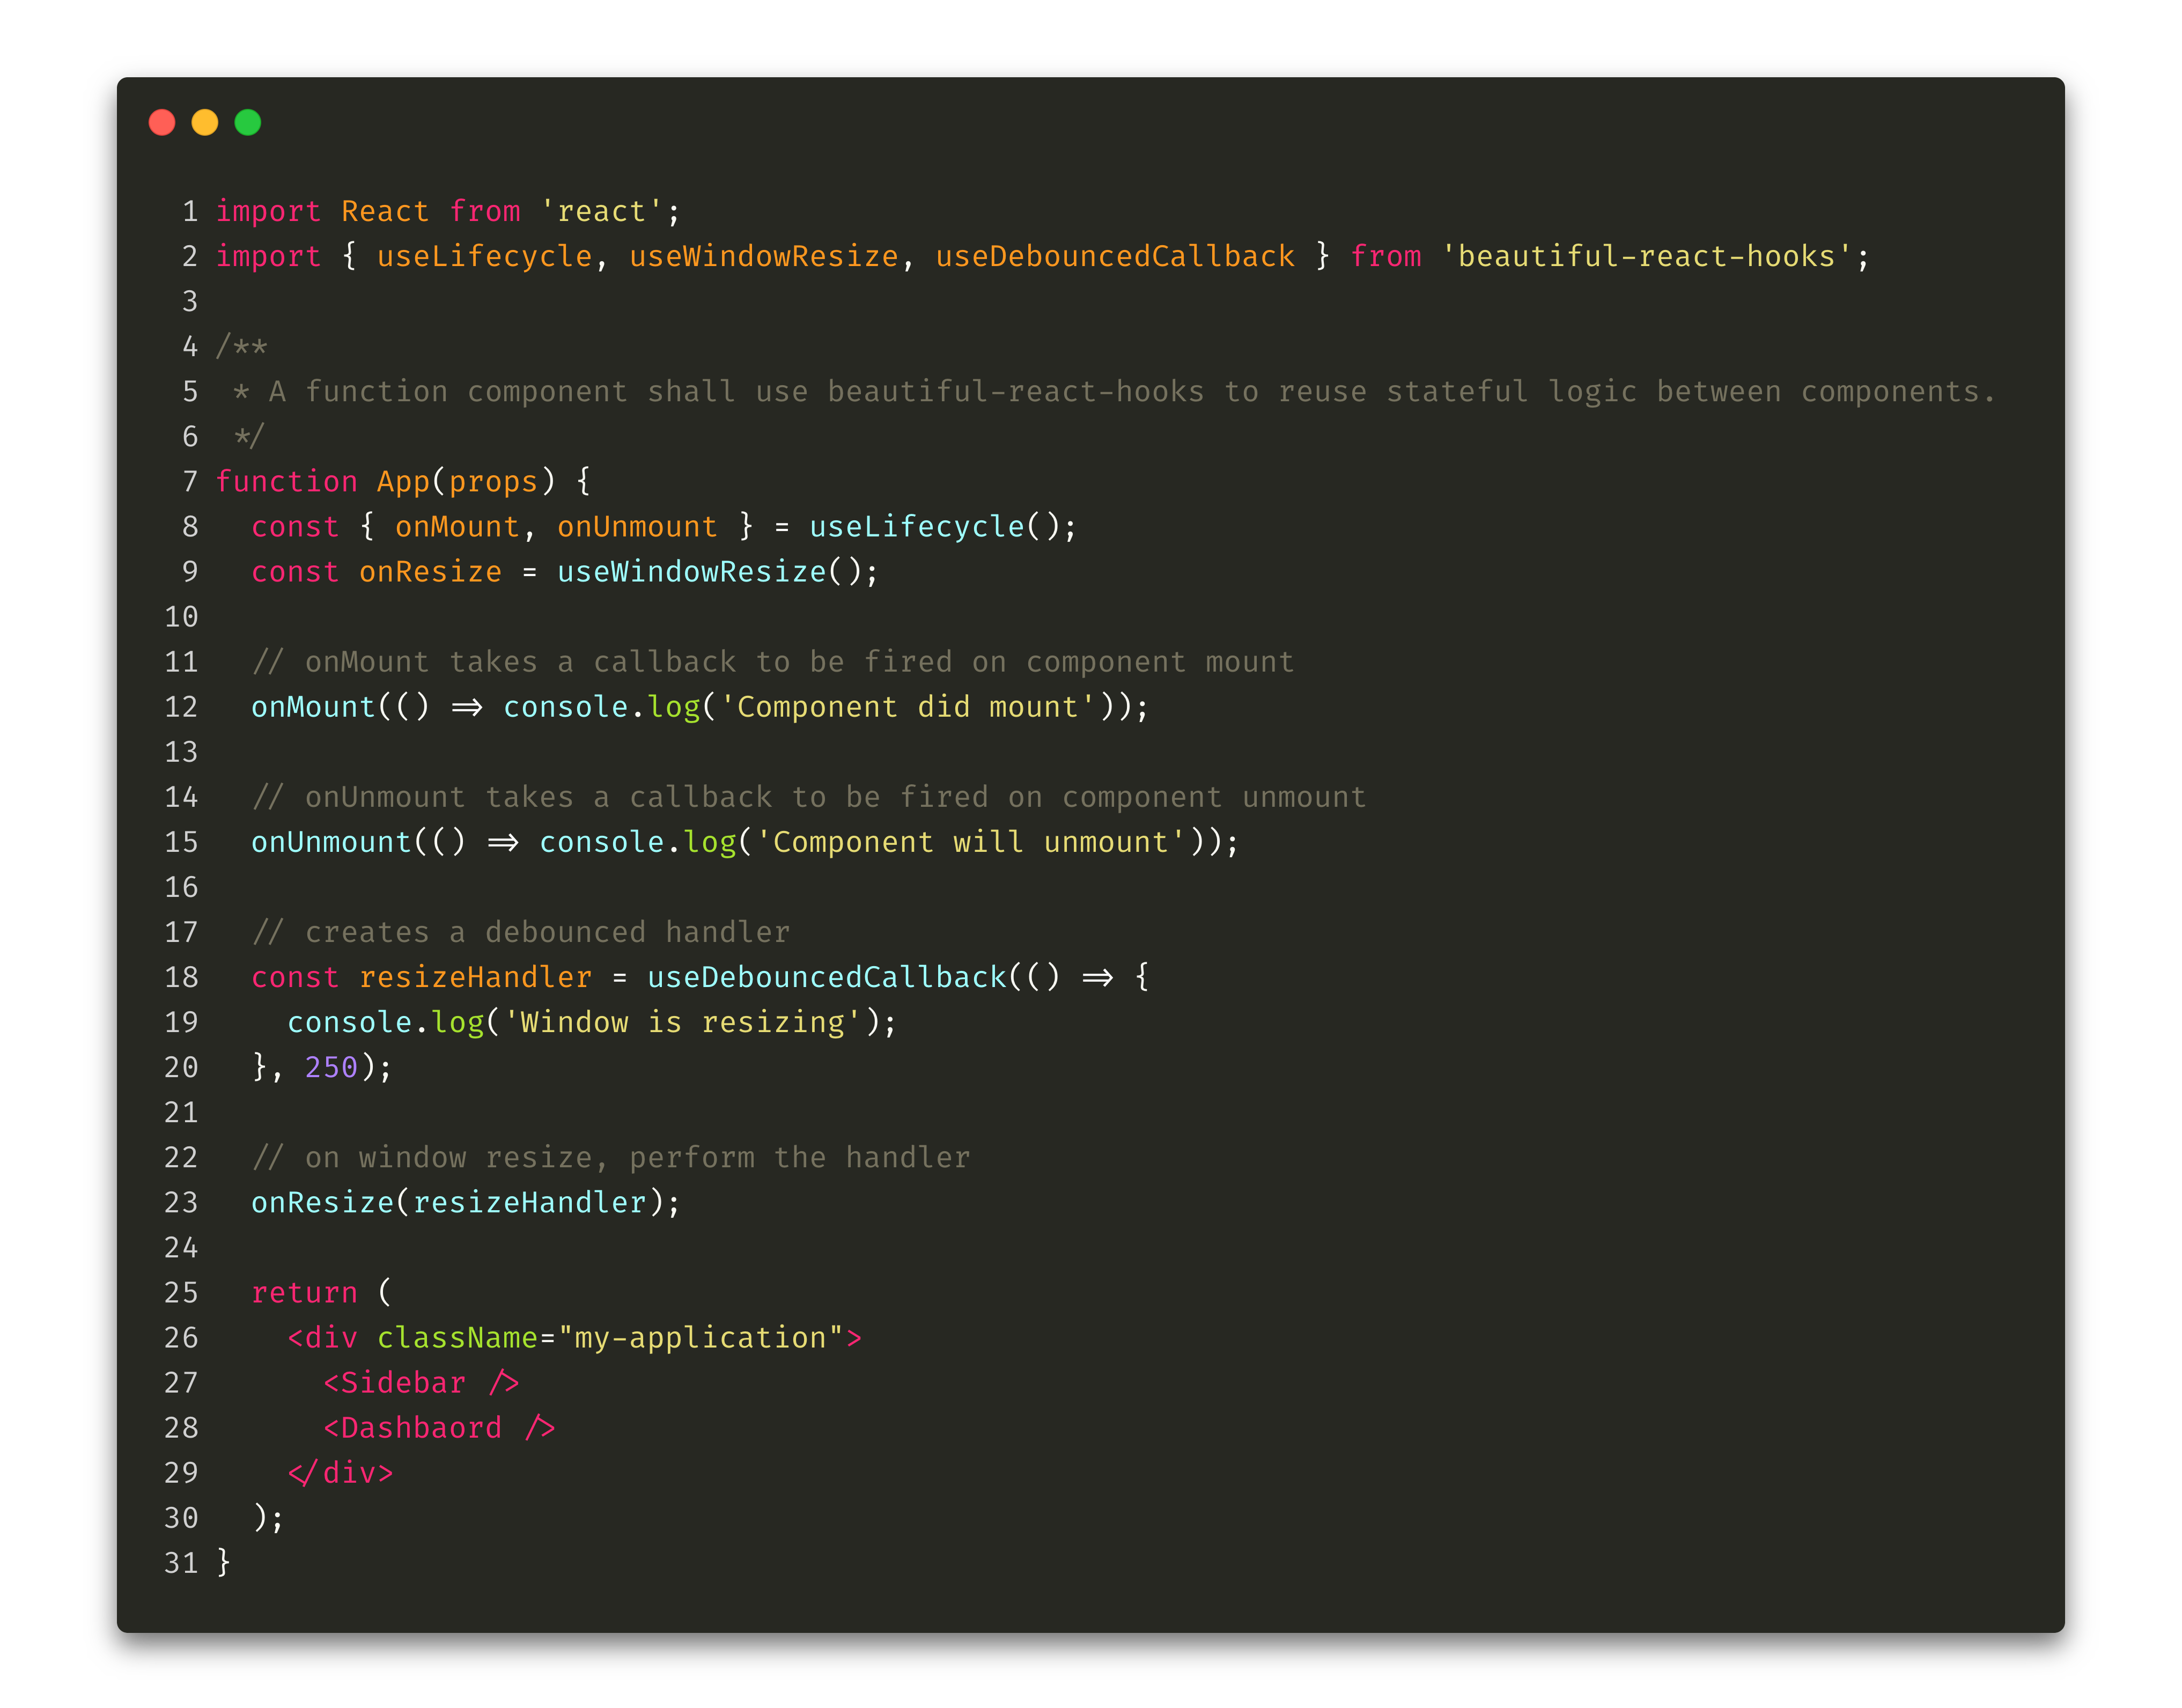 1 import React from 'react';
2 import { useLifecycle, useWindowResize, useDebouncedCallback } from 'beautiful-react-hooks';
3
4 /**
5  * A function component shall use beautiful-react-hooks to reuse stateful logic between components.
6  */
7 function App(props) {
8   const { onMount, onUnmount } = useLifecycle();
9   const onResize = useWindowResize();
10
11   // onMount takes a callback to be fired on component mount
12   onMount(() => console.log('Component did mount'));
13
14   // onUnmount takes a callback to be fired on component unmount
15   onUnmount(() => console.log('Component will unmount'));
16
17   // creates a debounced handler
18   const resizeHandler = useDebouncedCallback(() => {
19     console.log('Window is resizing');
20   }, 250);
21
22   // on window resize, perform the handler
23   onResize(resizeHandler);
24
25   return (
26     <div className="my-application">
27       <Sidebar />
28       <Dashbaord />
29     </div>
30   );
31 }